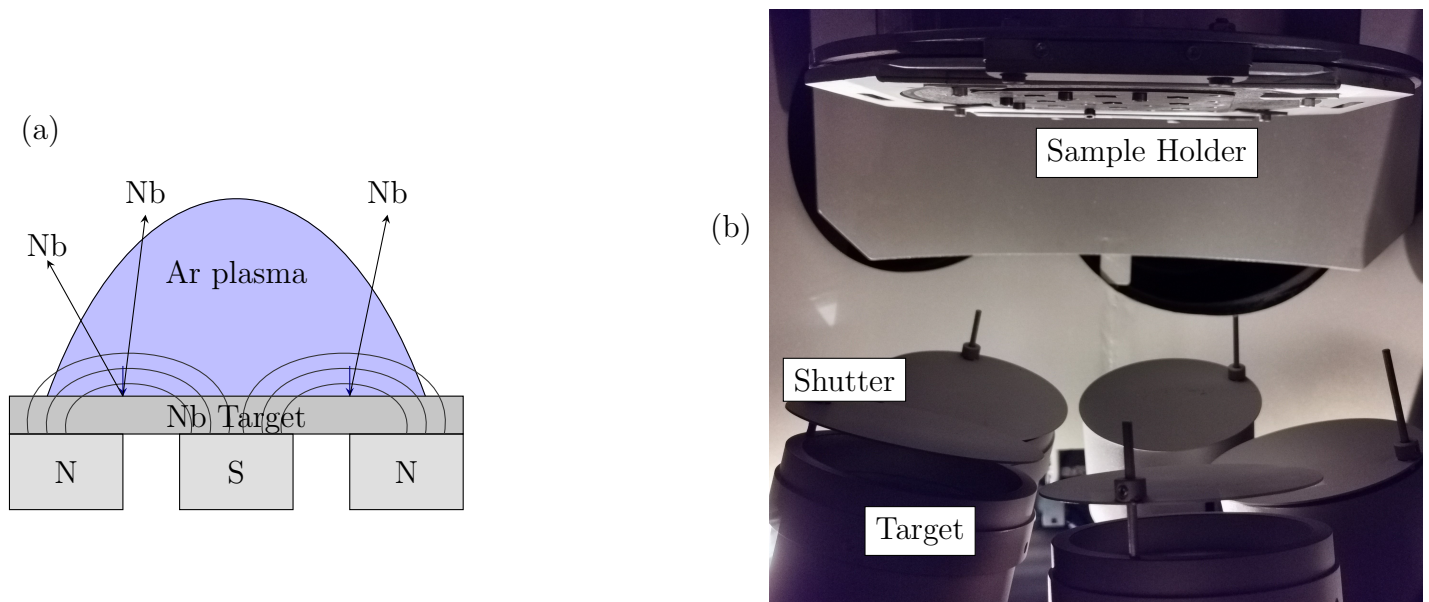 (a)
Nb
Nb
Nb
Ar plasma
Nb Target
N
S
N
(b)
Sample Holder
Shutter
Target